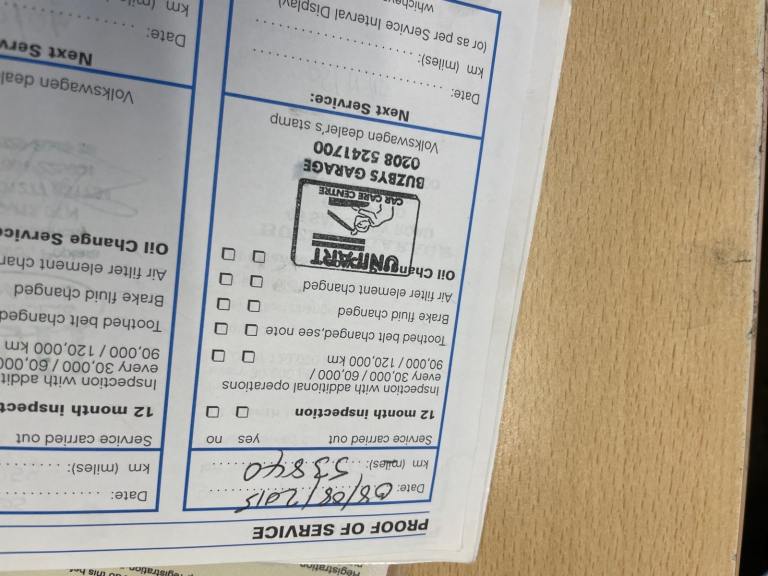 PROOF OF SERVICE
Date: 08/08/2015
km (miles): 53840
Service carried out yes no
12 month inspection
Inspection with additional operations
every 30,000 / 60,000 /
90,000 / 120,000 km
Toothed belt changed,see note
Brake fluid changed
Air filter element changed
Oil Chang
UNIPART
CAR CARE CENTRE
BUZBYS GARAGE
0208 5241700
Volkswagen dealer's stamp
Next Service:
Date:
km (miles):
(or as per Service Interval Display)
Date:
km (miles):
Service carried out
12 month inspect
Inspection with addit
every 30,000 / 60,000
90,000 / 120,000 km
Toothed belt changed
Brake fluid changed
Air filter element chan
Oil Change Service
Volkswagen deal
Next Serv
Date:
km (mil